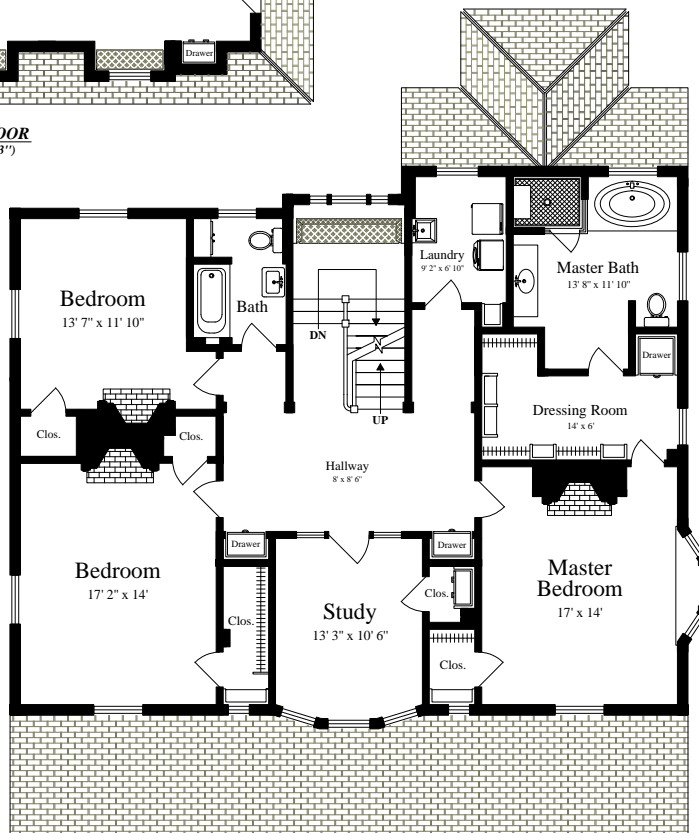 Drawer
OOR
3")
Laundry
9' 2" x 6' 10"
Master Bath
13' 8" x 11' 10"
Bedroom
13' 7" x 11' 10"
Bath
DN
UP
Drawer
Dressing Room
14' x 6'
Clos.
Clos.
Hallway
8' x 8' 6"
Drawer
Drawer
Bedroom
17' 2" x 14'
Clos.
Study
13' 3" x 10' 6"
Clos.
Clos.
Master
Bedroom
17' x 14'